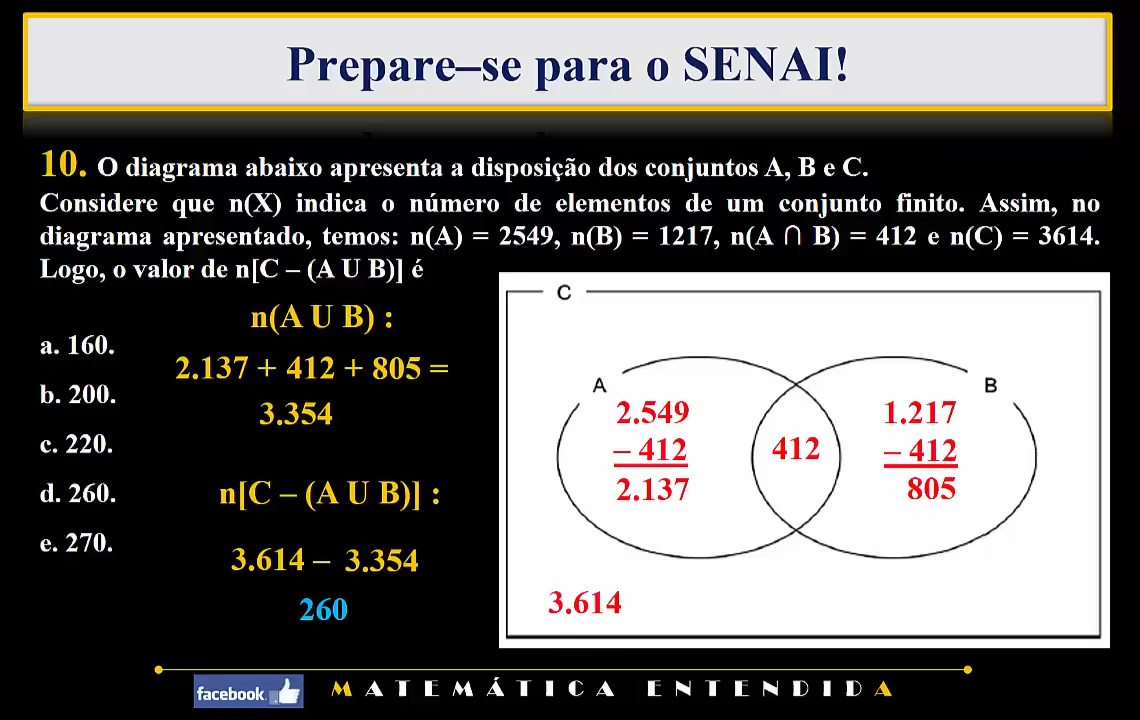 Prepare–se para o SENAI!
10. O diagrama abaixo apresenta a disposição dos conjuntos A, B e C.
Considere que n(X) indica o número de elementos de um conjunto finito. Assim, no
diagrama apresentado, temos: n(A) = 2549, n(B) = 1217, n(A ∩ B) = 412 e n(C) = 3614.
Logo, o valor de n[C – (A U B)] é
a. 160.
b. 200.
c. 220.
d. 260.
e. 270.
n(A U B) :
2.137 + 412 + 805 =
3.354
n[C – (A U B)] :
3.614 – 3.354
260
C
A
B
2.549
– 412
2.137
412
1.217
– 412
805
3.614
facebook.
MATEMÁTICA ENTENDIDA